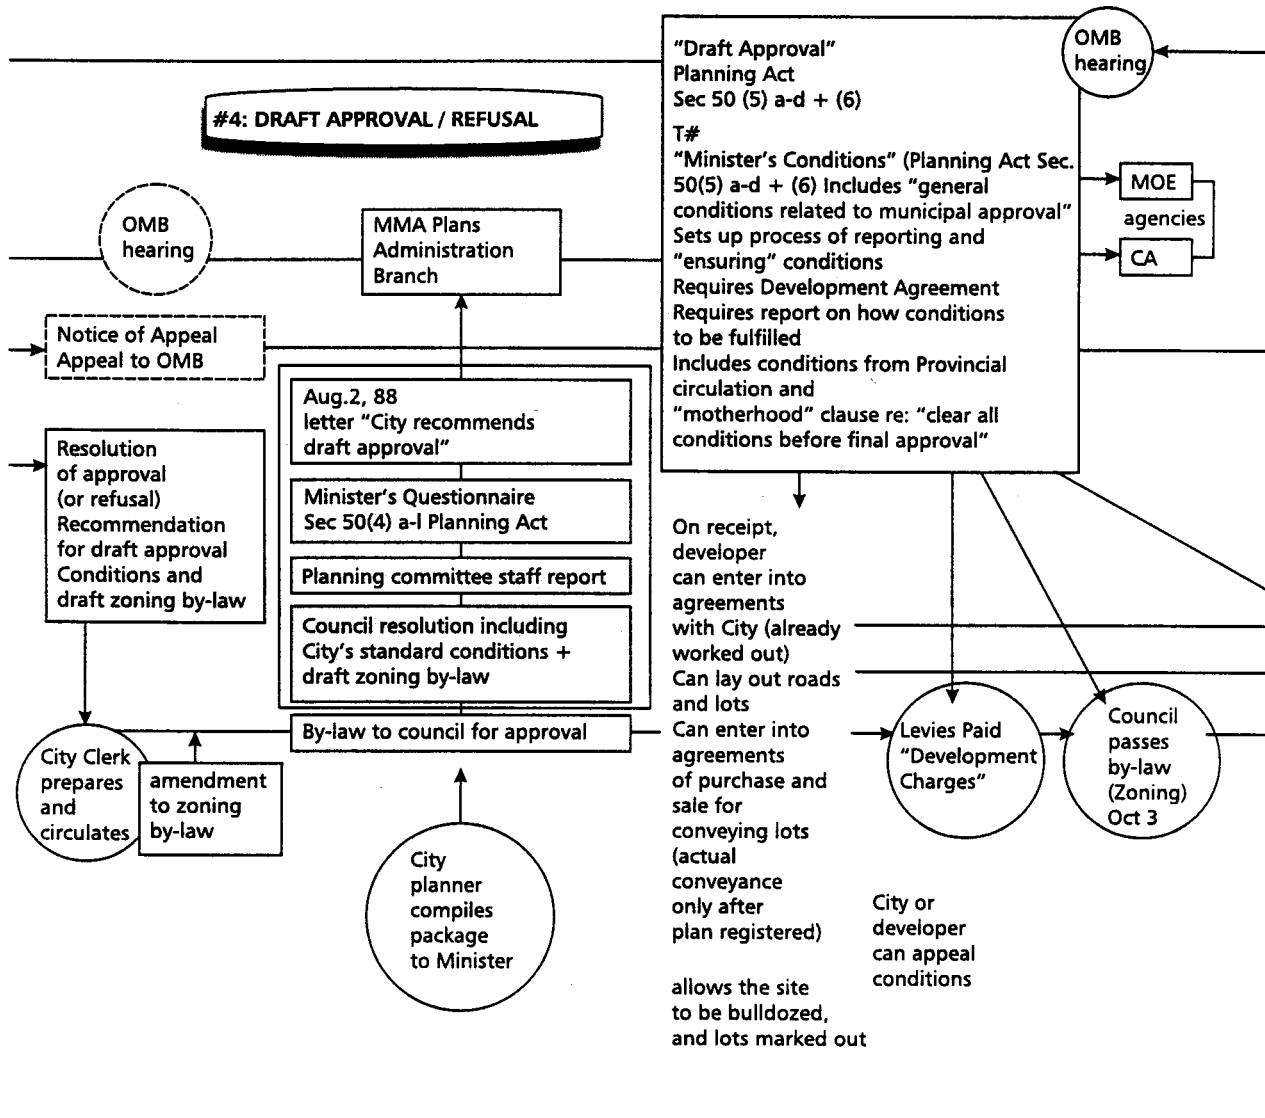 #4: DRAFT APPROVAL / REFUSAL
OMB
hearing
MMA Plans
Administration
Branch
Notice of Appeal
Appeal to OMB
Resolution
of approval
(or refusal)
Recommendation
for draft approval
Conditions and
draft zoning by-law
City Clerk
prepares
and
circulates
amendment
to zoning
by-law
Aug.2, 88
letter “City recommends
draft approval”
Minister’s Questionnaire
Sec 50(4) a-l Planning Act
Planning committee staff report
Council resolution including
City’s standard conditions +
draft zoning by-law
By-law to council for approval
City
planner
compiles
package
to Minister
“Draft Approval”
Planning Act
Sec 50 (5) a-d + (6)
T#
“Minister’s Conditions” (Planning Act Sec.
50(5) a-d + (6) Includes “general
conditions related to municipal approval”
Sets up process of reporting and
“ensuring” conditions
Requires Development Agreement
Requires report on how conditions
to be fulfilled
Includes conditions from Provincial
circulation and
“motherhood” clause re: “clear all
conditions before final approval”
OMB
hearing
MOE
agencies
CA
On receipt,
developer
can enter into
agreements
with City (already
worked out)
Can lay out roads
and lots
Can enter into
agreements
of purchase and
sale for
conveying lots
(actual
conveyance
only after
plan registered)
allows the site
to be bulldozed,
and lots marked out
Levies Paid
“Development
Charges”
Council
passes
by-law
(Zoning)
Oct 3
City or
developer
can appeal
conditions